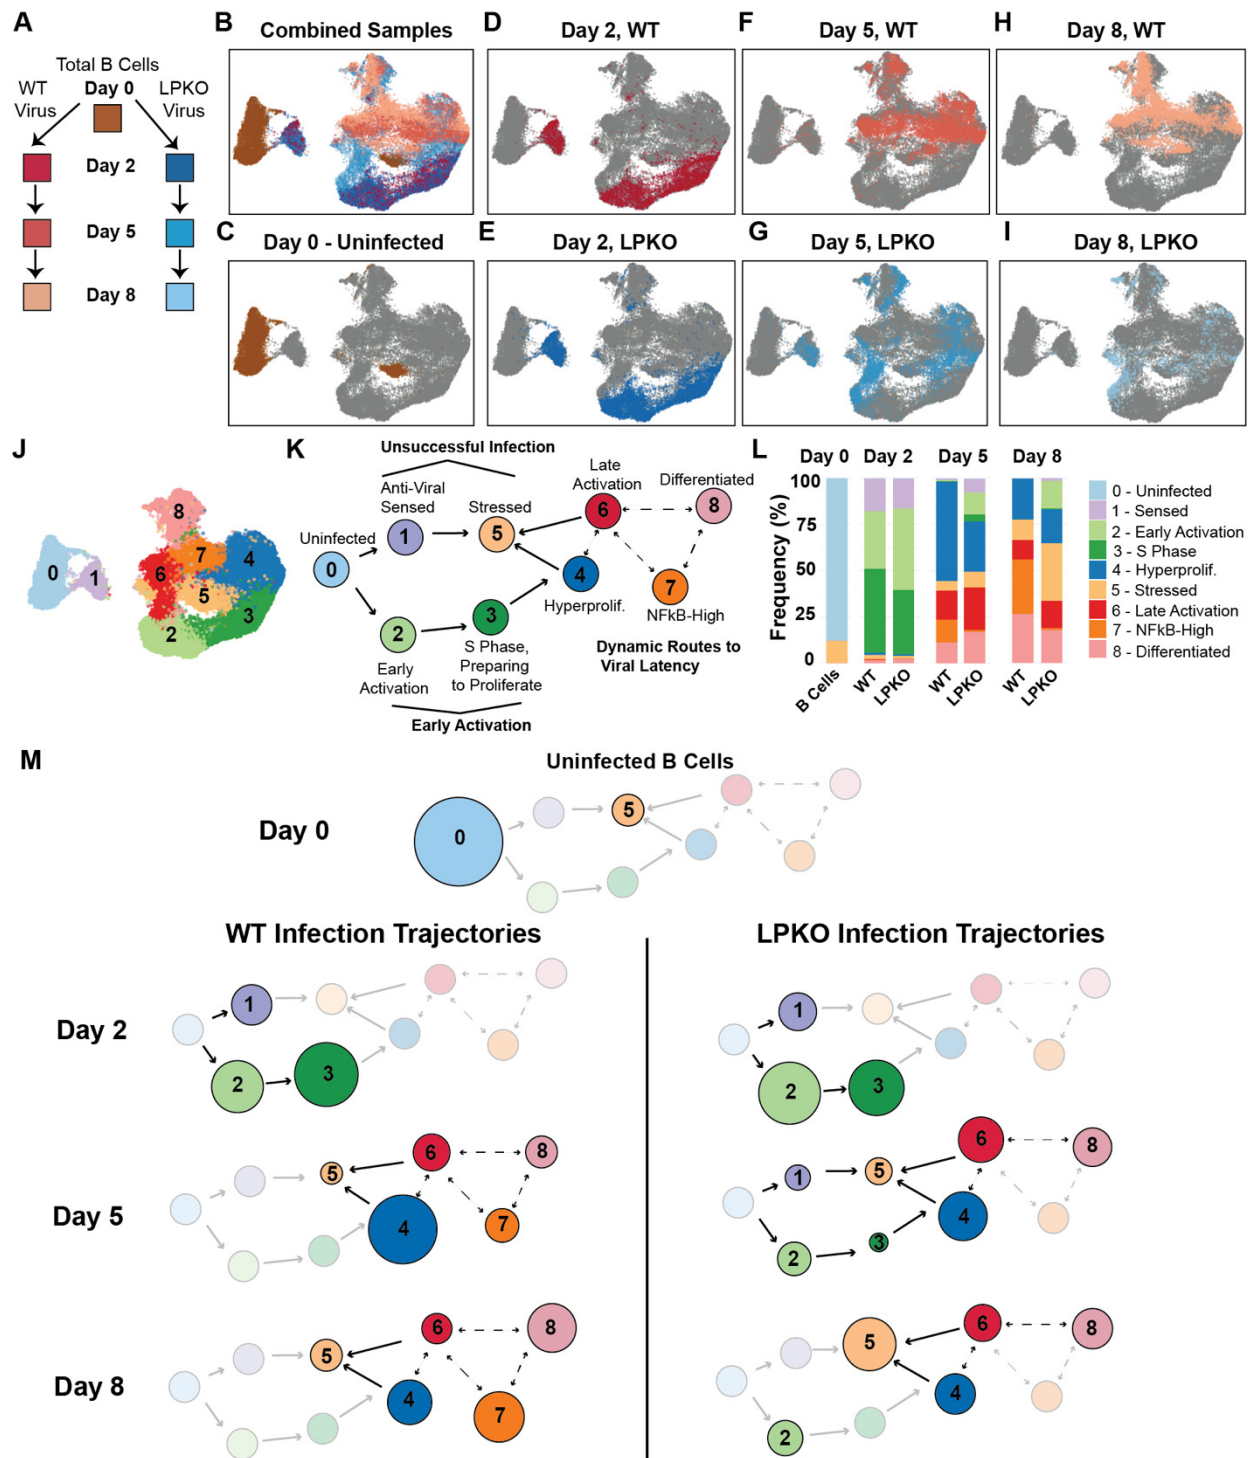 A
Total B Cells
WT
Virus
Day 0
LPKO
Virus
Day 2
Day 5
Day 8
B
Combined Samples
C
Day 0 - Uninfected
D
Day 2, WT
E
Day 2, LPKO
F
Day 5, WT
G
Day 5, LPKO
H
Day 8, WT
I
Day 8, LPKO
J
8
7
4
0
1
6
5
3
2
K
Unsuccessful Infection
Anti-Viral
Sensed
Stressed
Late
Activation
Differentiated
Uninfected
0
1
5
6
8
4
7
2
3
Hyperprolif.
NFkB-High
Early
Activation
S Phase,
Preparing
to Proliferate
Dynamic Routes to
Viral Latency
Early Activation
L
Day 0 Day 2 Day 5 Day 8
Frequency (%)
100
75
50
25
0
B Cells
WT
LPKO
WT
LPKO
WT
LPKO
0 - Uninfected
1 - Sensed
2 - Early Activation
3 - S Phase
4 - Hyperprolif.
5 - Stressed
6 - Late Activation
7 - NFkB-High
8 - Differentiated
M
Uninfected B Cells
Day 0
0
5
WT Infection Trajectories
LPKO Infection Trajectories
Day 2
1
2
3
1
2
3
Day 5
5
6
8
4
7
1
5
6
8
2
3
4
Day 8
5
6
8
4
7
5
6
8
4
2